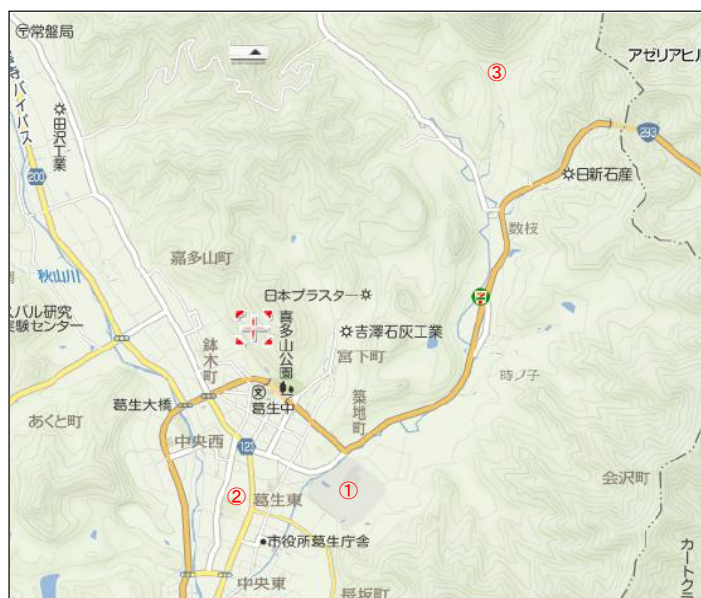 〒常盤局
アゼリアヒル
③
寺バイパス
田沢工業
293
200
日新石産
数枝
嘉多山町
秋山川
日本プラスター
スバル研究
実験センター
喜多山公園
吉澤石灰工業
鉢木町
宮下町
時ノ子
築地町
葛生大橋
文
葛生中
あくと町
中央西
123
会沢町
②
葛生東
①
市役所葛生庁舎
中央東
長坂町
カートクラ